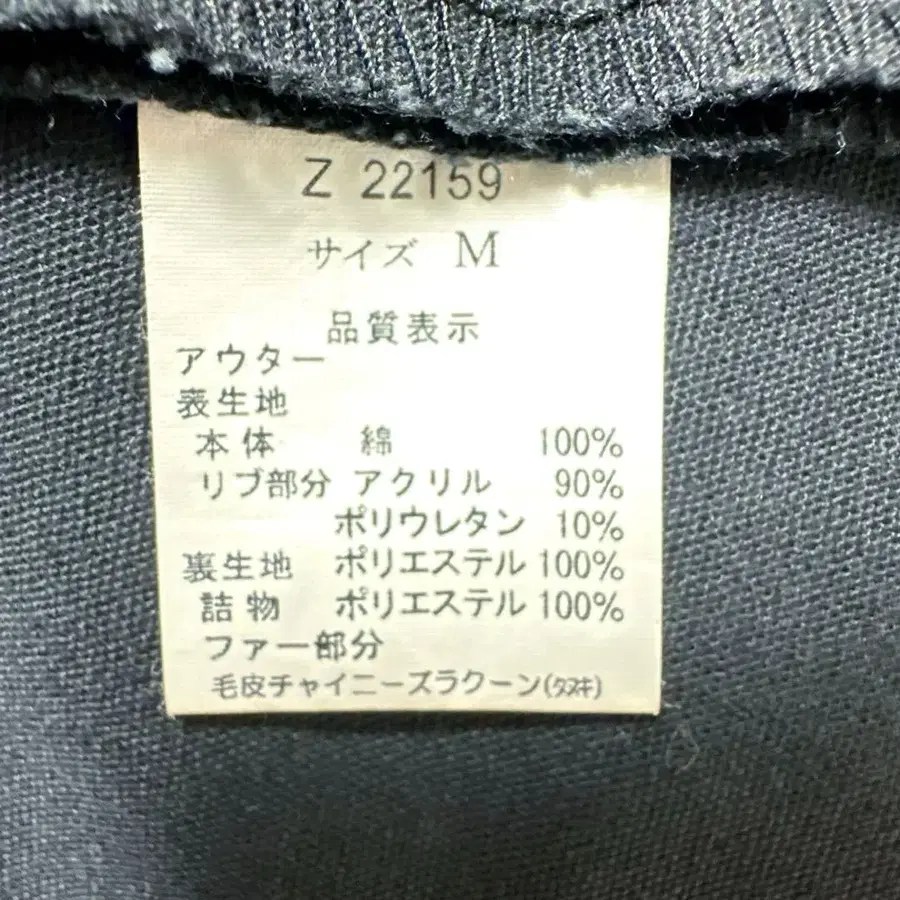 Z 22159
サイズ M
品質表示
アウター
表生地
本体 綿 100%
リブ部分 アクリル 90%
ポリウレタン 10%
裏生地 ポリエステル 100%
詰物 ポリエステル 100%
ファー部分
毛皮チャイニーズラクーン(タヌキ)